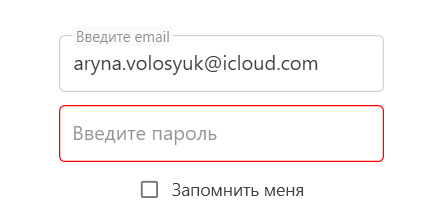 Введите email
aryna.volosyuk@icloud.com
Введите пароль
Запомнить меня